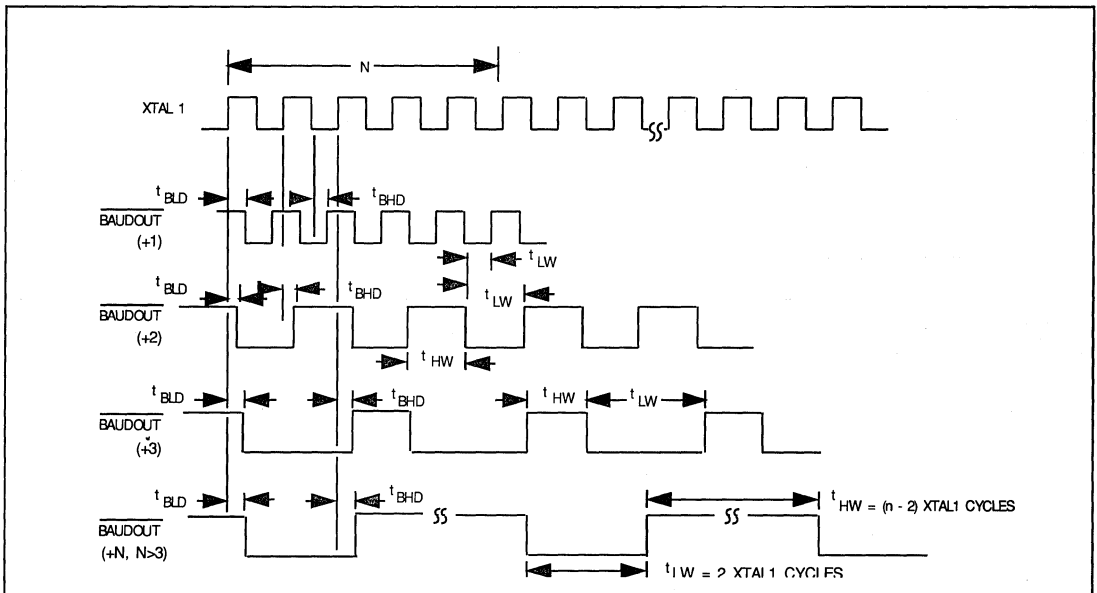 N
XTAL 1
t BLD
t BHD
BAUDOUT
(+1)
t LW
t BLD
t BHD
t LW
BAUDOUT
(+2)
t HW
t BLD
t BHD
t HW
t LW
BAUDOUT
(+3)
t BLD
t BHD
t HW = (n - 2) XTAL1 CYCLES
BAUDOUT
(+N, N>3)
t LW = 2 XTAL1 CYCLES